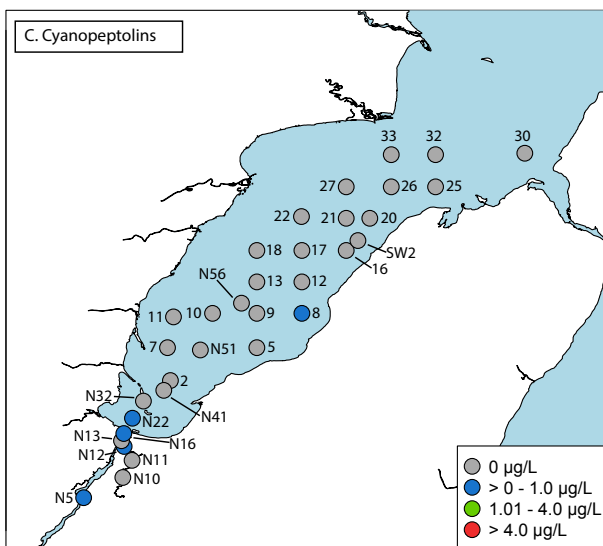 C. Cyanopeptolins
33 32 30
27 26 25
22 21 20
SW2
18 17
16
N56 13 12
11 10 9 8
7 N51 5
2
N32
N41
N22
N13 N16
N12
N11
N10
N5
0 µg/L
> 0 - 1.0 µg/L
1.01 - 4.0 µg/L
> 4.0 µg/L